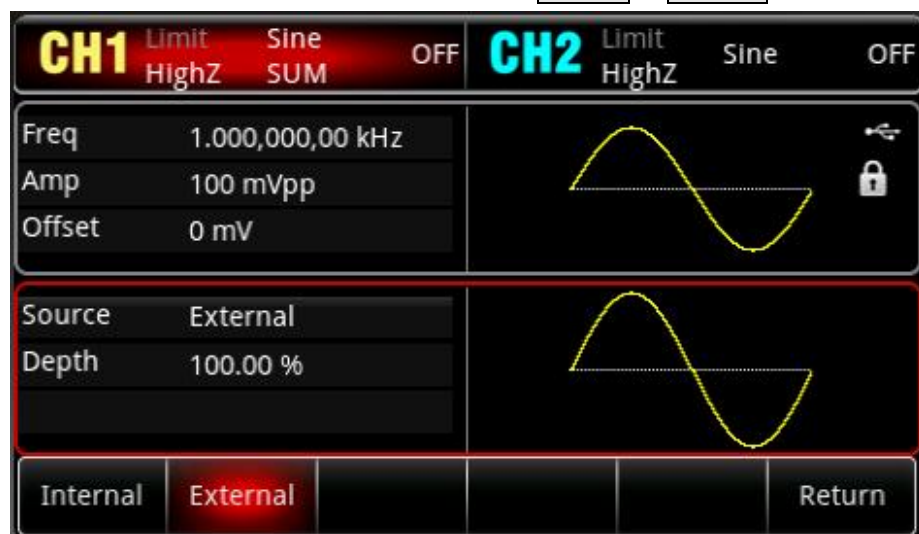 CH1 Limit Sine OFF CH2 Limit Sine OFF
HighZ SUM HighZ
Freq 1.000,000,00 kHz
Amp 100 mVpp
Offset 0 mV
Source External
Depth 100.00 %
Internal External Return